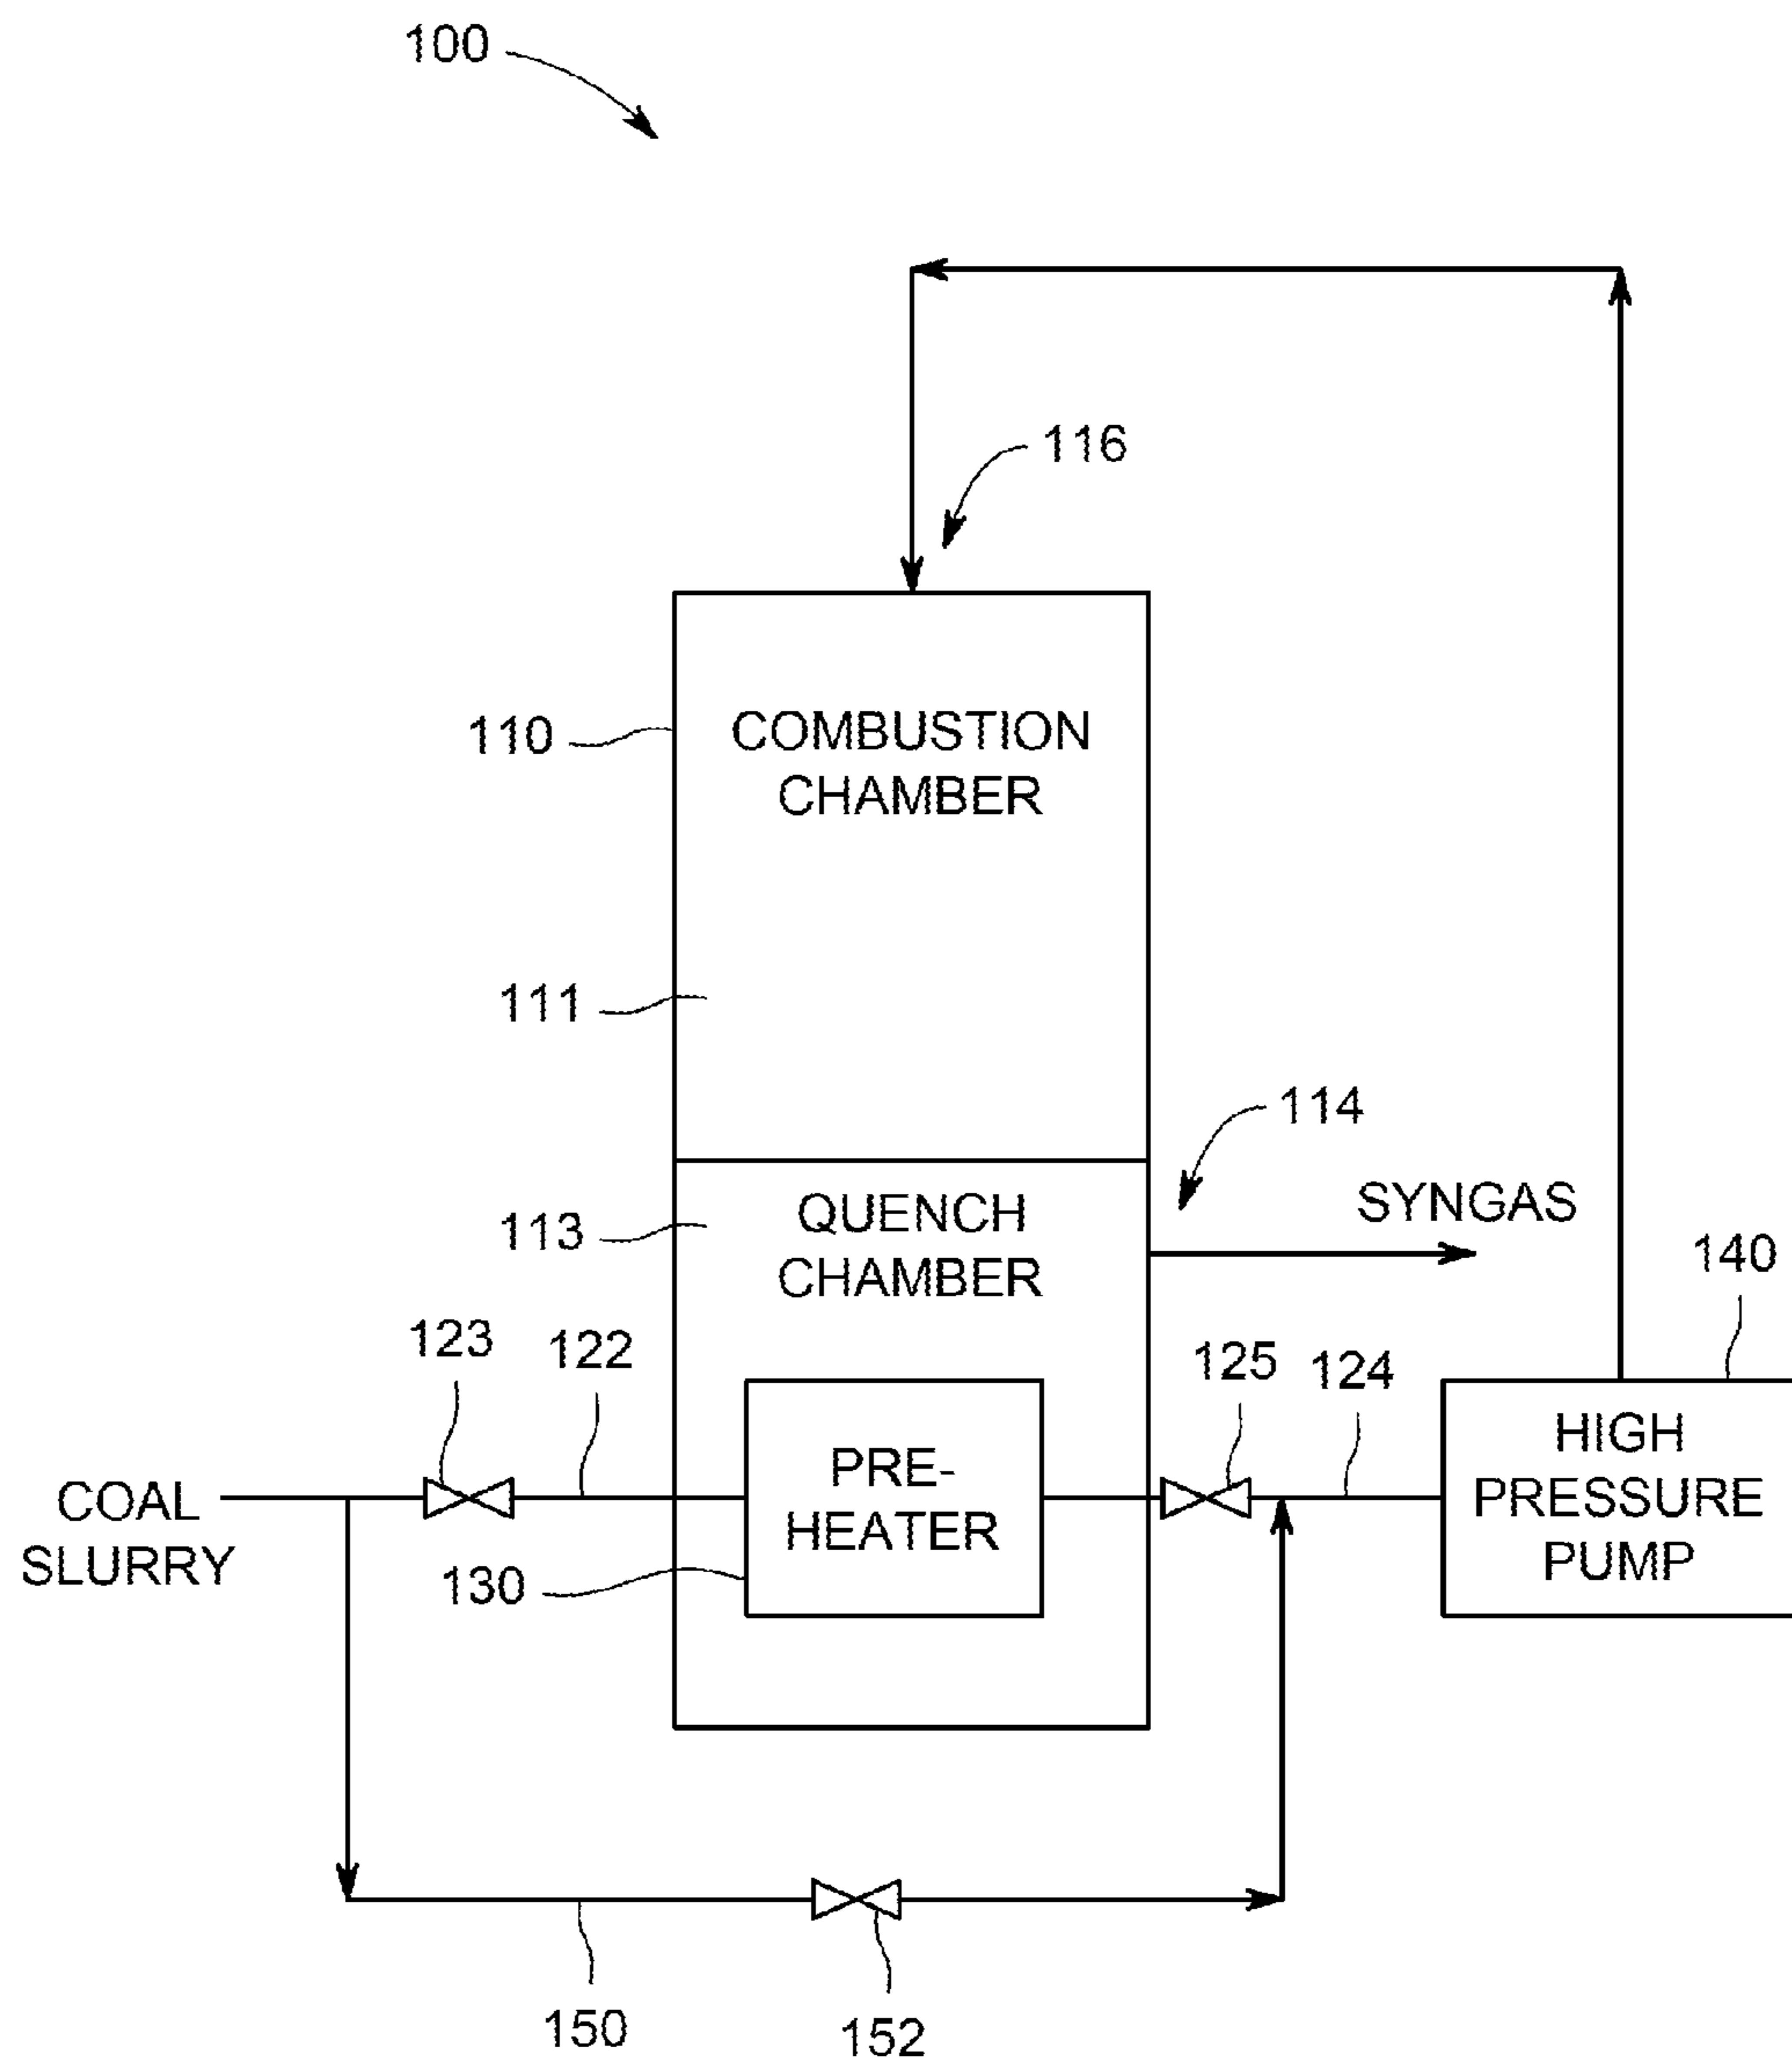 100
116
110
COMBUSTION
CHAMBER
111
114
113
QUENCH
CHAMBER
SYNGAS
140
123
122
125
124
COAL
SLURRY
PRE-
HEATER
130
HIGH
PRESSURE
PUMP
150
152